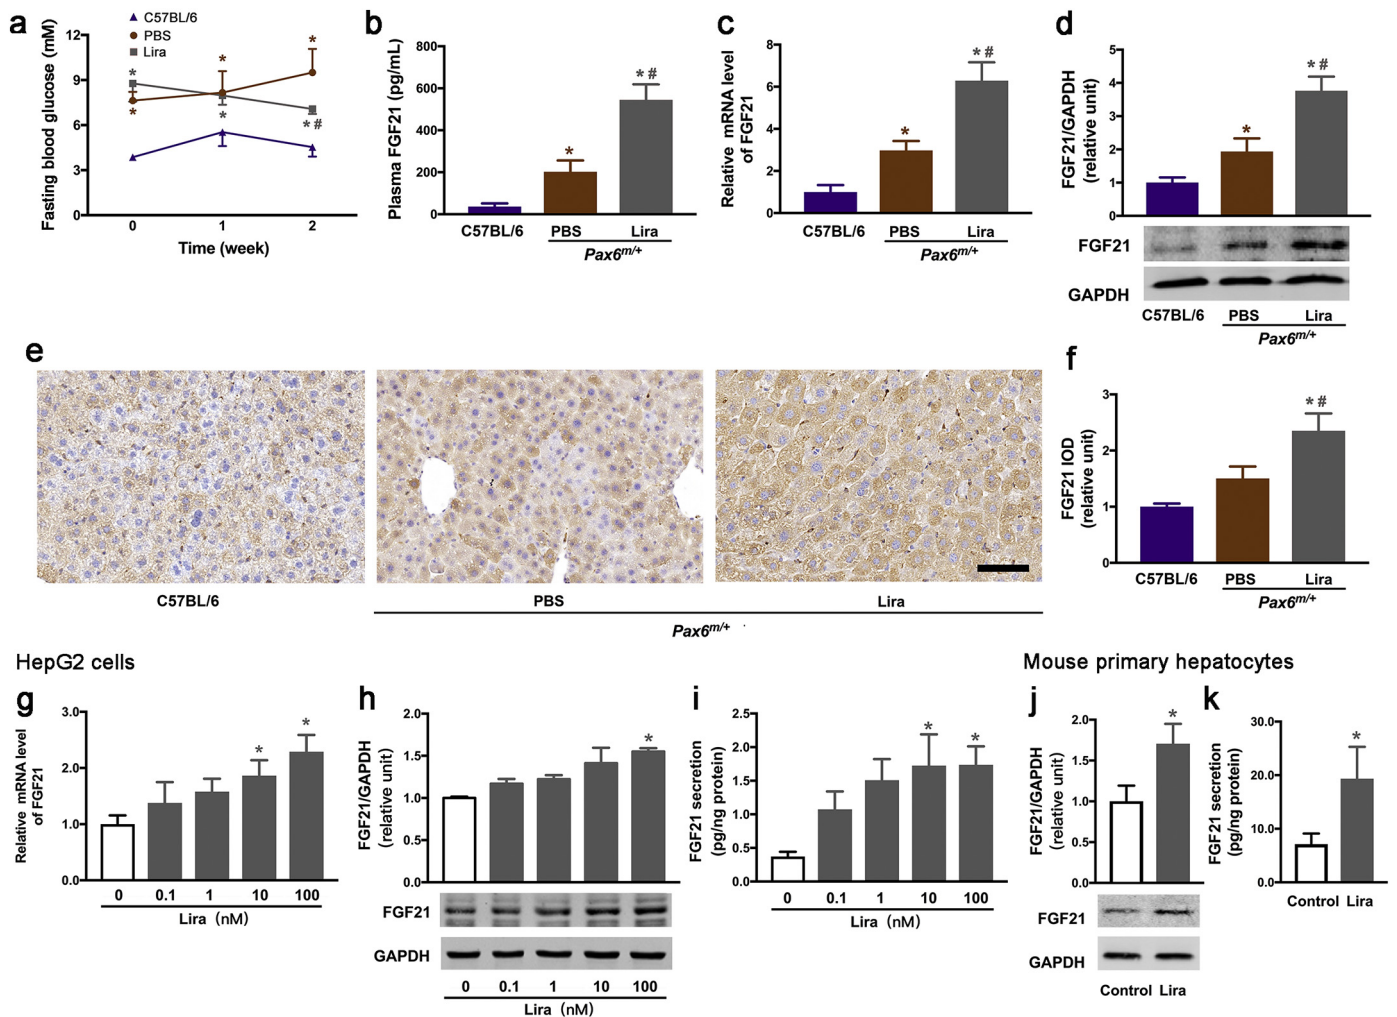 a
C57BL/6
PBS
Lira
Fasting blood glucose (mM)
12
9
6
3
0
*
*
*
*
*
* #
0 1 2
Time (week)
b
Plasma FGF21 (pg/mL)
800
600
400
200
0
*
* #
C57BL/6 PBS Lira
Pax6m/+
c
Relative mRNA level
of FGF21
8
6
4
2
0
*
* #
C57BL/6 PBS Lira
Pax6m/+
d
FGF21/GAPDH
(relative unit)
5
4
3
2
1
0
*
* #
FGF21
GAPDH
C57BL/6 PBS Lira
Pax6m/+
e
C57BL/6 PBS Lira
Pax6m/+
f
FGF21 IOD
(relative unit)
3
2
1
0
* #
C57BL/6 PBS Lira
Pax6m/+
HepG2 cells
g
Relative mRNA level
of FGF21
3.0
2.0
1.0
0.0
*
*
0 0.1 1 10 100
Lira (nM)
h
FGF21/GAPDH
(relative unit)
2.0
1.5
1.0
0.5
0.0
*
FGF21
GAPDH
0 0.1 1 10 100
Lira (nM)
i
FGF21 secretion
(pg/ng protein)
2.5
2.0
1.5
1.0
0.5
0.0
*
*
0 0.1 1 10 100
Lira (nM)
Mouse primary hepatocytes
j
FGF21/GAPDH
(relative unit)
2.0
1.5
1.0
0.5
0.0
*
FGF21
GAPDH
Control Lira
k
FGF21 secretion
(pg/ng protein)
30.0
20.0
10.0
0.0
*
Control Lira